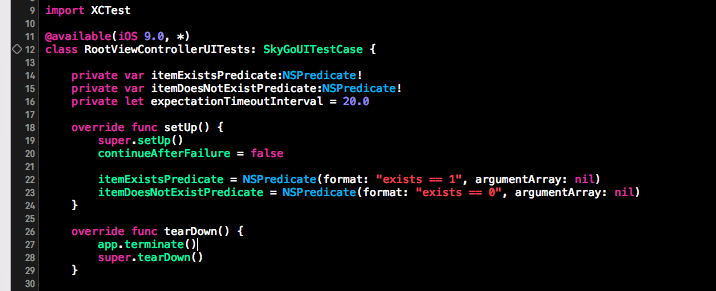 9 import XCTest
10
11 @available(iOS 9.0, *)
12 class RootViewControllerUITests: SkyGoUITestCase {
13
14     private var itemExistsPredicate:NSPredicate!
15     private var itemDoesNotExistPredicate:NSPredicate!
16     private let expectationTimeoutInterval = 20.0
17
18     override func setUp() {
19         super.setUp()
20         continueAfterFailure = false
21
22         itemExistsPredicate = NSPredicate(format: "exists == 1", argumentArray: nil)
23         itemDoesNotExistPredicate = NSPredicate(format: "exists == 0", argumentArray: nil)
24     }
25
26     override func tearDown() {
27         app.terminate()
28         super.tearDown()
29     }
30